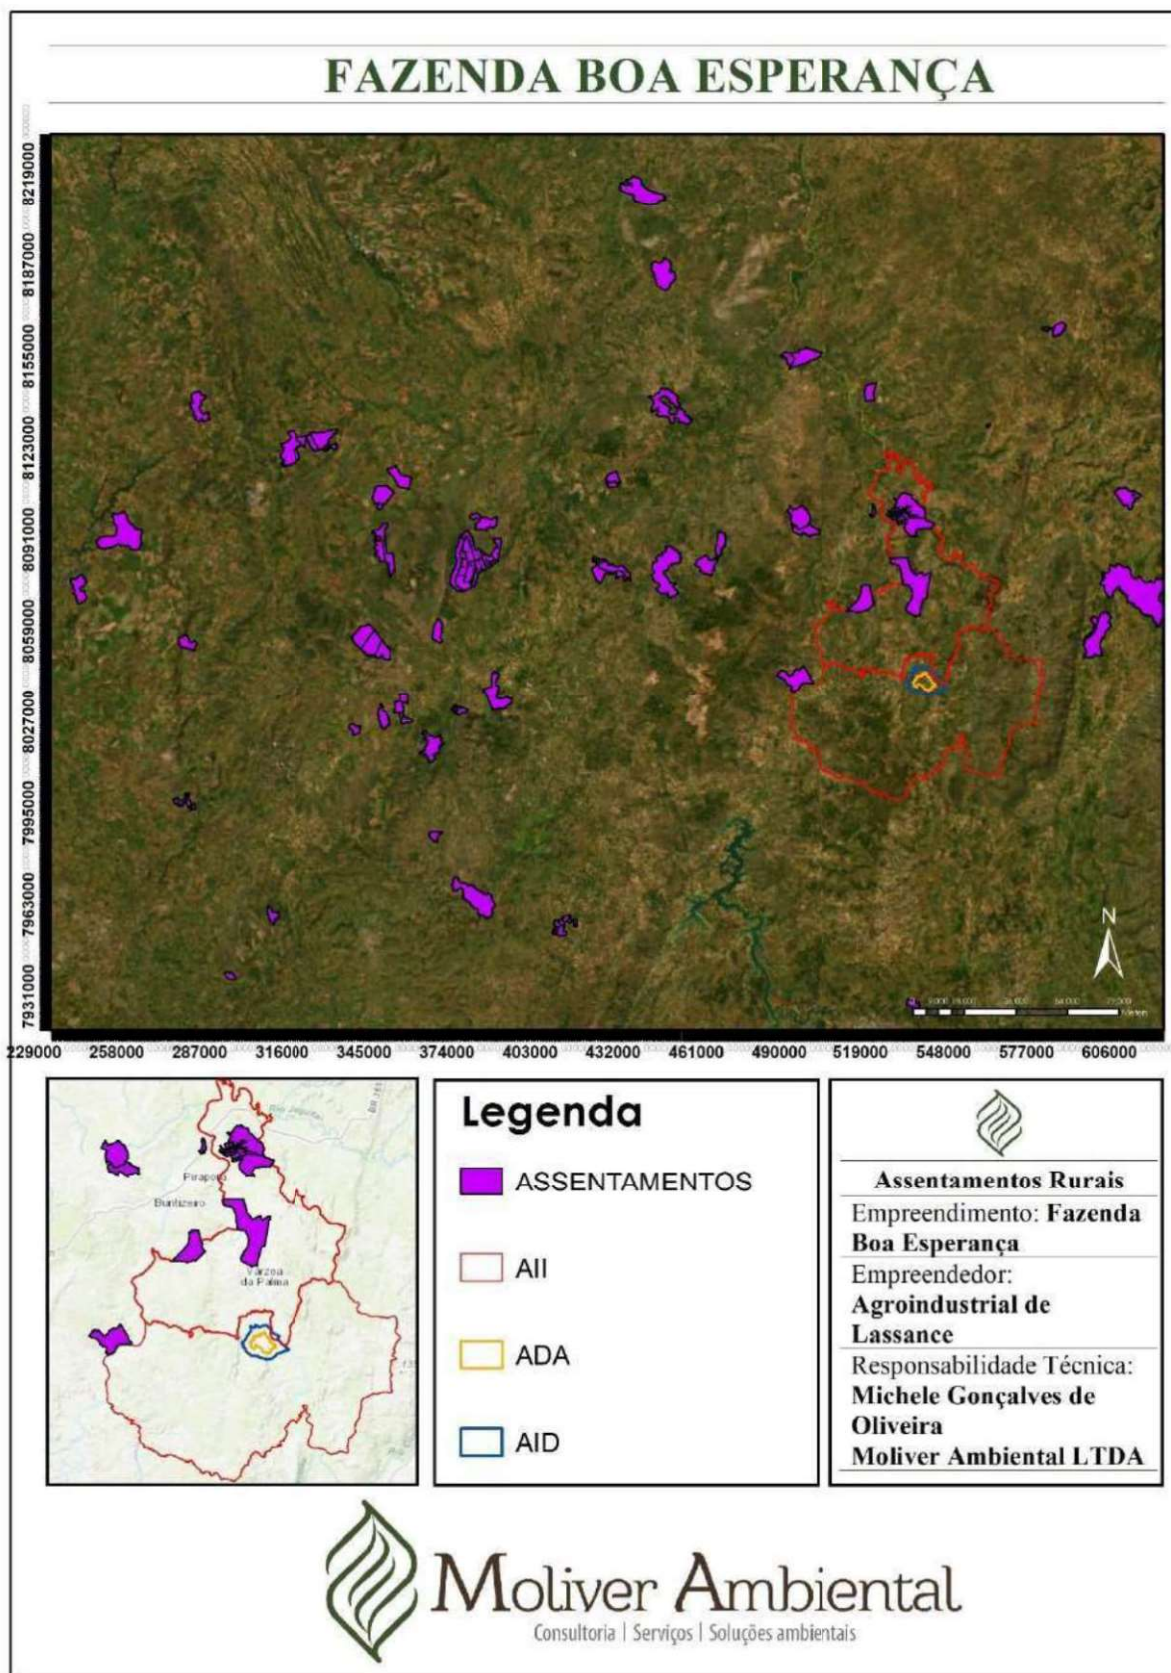 FAZENDA BOA ESPERANÇA
8219000
8187000
8155000
8123000
8091000
8059000
8027000
7995000
7963000
7931000
N
229000 258000 287000 316000 345000 374000 403000 432000 461000 490000 519000 548000 577000 606000
Buritizeiro
Várzea
da Palma
Legenda
ASSENTAMENTOS
AII
ADA
AID
Assentamentos Rurais
Empreendimento: Fazenda
Boa Esperança
Empreendedor:
Agroindustrial de
Lassance
Responsabilidade Técnica:
Michele Gonçalves de
Oliveira
Moliver Ambiental LTDA
Moliver Ambiental
Consultoria | Serviços | Soluções ambientais